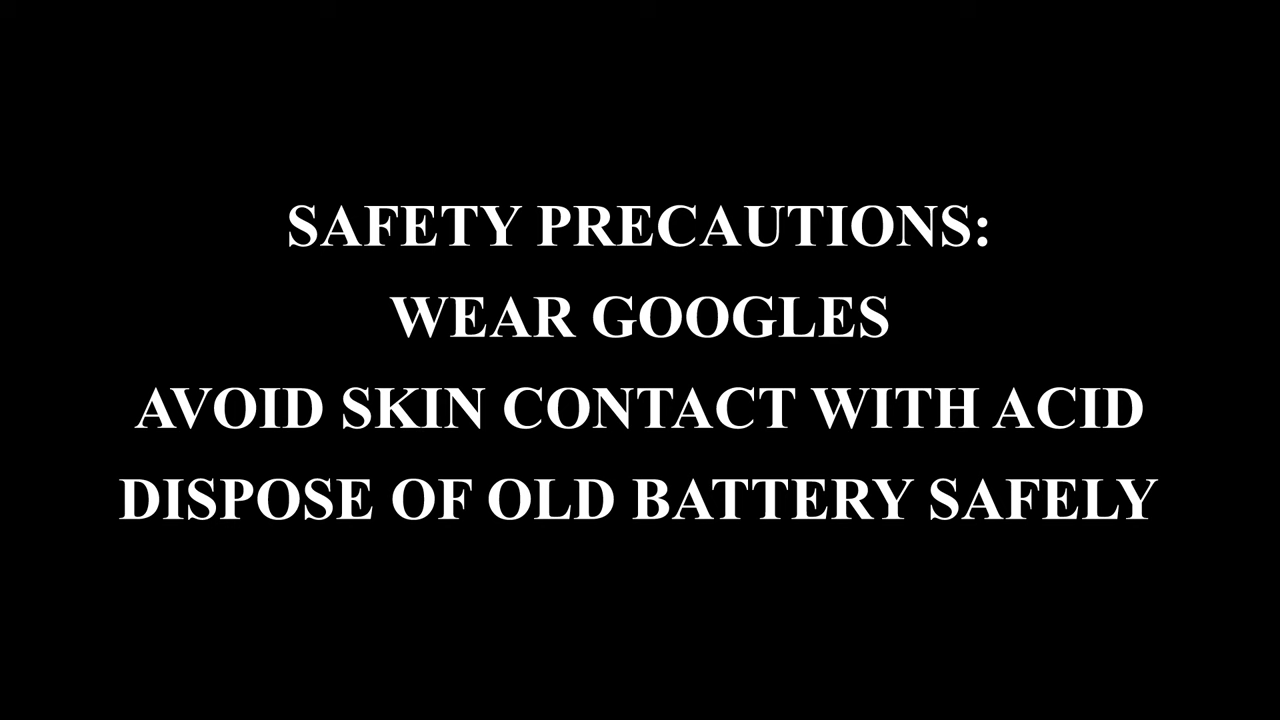 SAFETY PRECAUTIONS:
WEAR GOOGLES
AVOID SKIN CONTACT WITH ACID
DISPOSE OF OLD BATTERY SAFELY